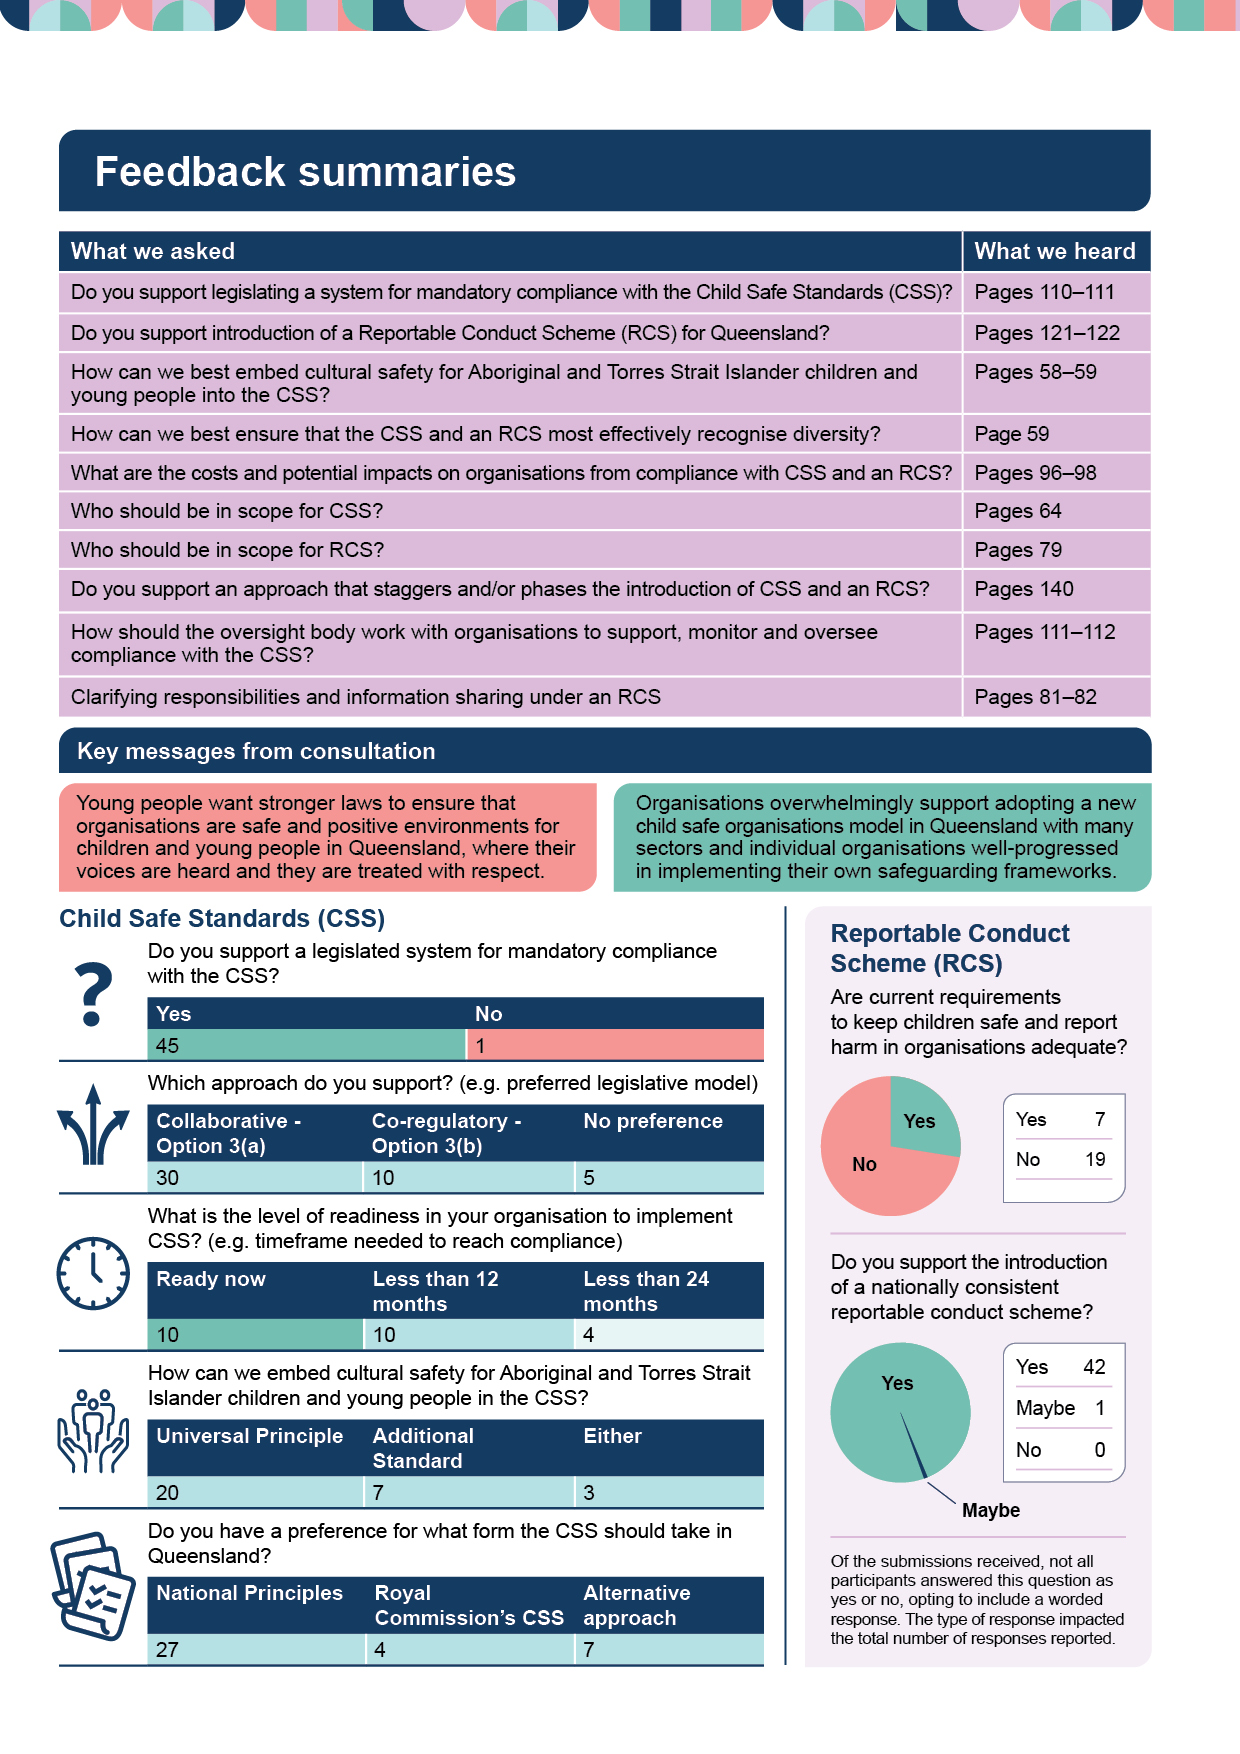 Feedback summaries
What we asked What we heard
Do you support legislating a system for mandatory compliance with the Child Safe Standards (CSS)? Pages 110–111
Do you support introduction of a Reportable Conduct Scheme (RCS) for Queensland? Pages 121–122
How can we best embed cultural safety for Aboriginal and Torres Strait Islander children and Pages 58–59
young people into the CSS?
How can we best ensure that the CSS and an RCS most effectively recognise diversity? Page 59
What are the costs and potential impacts on organisations from compliance with CSS and an RCS? Pages 96–98
Who should be in scope for CSS? Pages 64
Who should be in scope for RCS? Pages 79
Do you support an approach that staggers and/or phases the introduction of CSS and an RCS? Pages 140
How should the oversight body work with organisations to support, monitor and oversee Pages 111–112
compliance with the CSS?
Clarifying responsibilities and information sharing under an RCS Pages 81–82
Key messages from consultation
Young people want stronger laws to ensure that
organisations are safe and positive environments for
children and young people in Queensland, where their
voices are heard and they are treated with respect.
Organisations overwhelmingly support adopting a new
child safe organisations model in Queensland with many
sectors and individual organisations well-progressed
in implementing their own safeguarding frameworks.
Child Safe Standards (CSS)
Do you support a legislated system for mandatory compliance
with the CSS?
Yes No
45 1
Which approach do you support? (e.g. preferred legislative model)
Collaborative - Co-regulatory - No preference
Option 3(a) Option 3(b)
30 10 5
What is the level of readiness in your organisation to implement
CSS? (e.g. timeframe needed to reach compliance)
Ready now Less than 12 Less than 24
months months
10 10 4
How can we embed cultural safety for Aboriginal and Torres Strait
Islander children and young people in the CSS?
Universal Principle Additional Either
Standard
20 7 3
Do you have a preference for what form the CSS should take in
Queensland?
National Principles Royal Alternative
Commission's CSS approach
27 4 7
Reportable Conduct
Scheme (RCS)
Are current requirements
to keep children safe and report
harm in organisations adequate?
Yes
No
Yes 7
No 19
Do you support the introduction
of a nationally consistent
reportable conduct scheme?
Yes
Maybe
Yes 42
Maybe 1
No 0
Of the submissions received, not all
participants answered this question as
yes or no, opting to include a worded
response. The type of response impacted
the total number of responses reported.